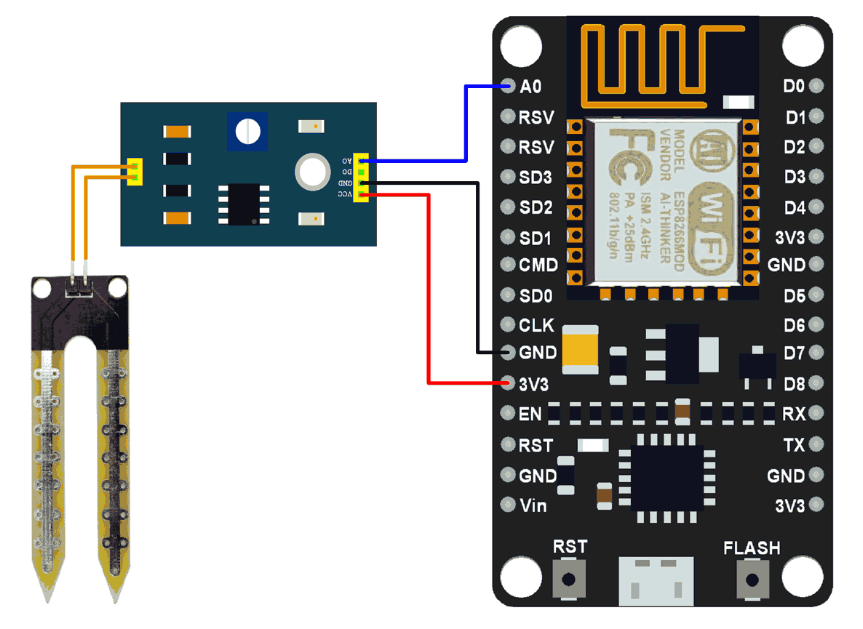 AO
DO
GND
VCC
A0
RSV
RSV
SD3
SD2
SD1
CMD
SD0
CLK
GND
3V3
EN
RST
GND
Vin
D0
D1
D2
D3
D4
3V3
GND
D5
D6
D7
D8
RX
TX
GND
3V3
MODEL
VENDOR
ESP8266MOD
AI-THINKER
ISM 2.4GHz
PA +25dBm
802.11b/g/n
FC
AI
Wi Fi
RST
FLASH